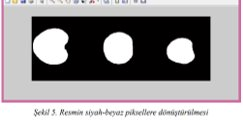 Şekil 5. Resmin siyah-beyaz piksellere dönüştürülmesi